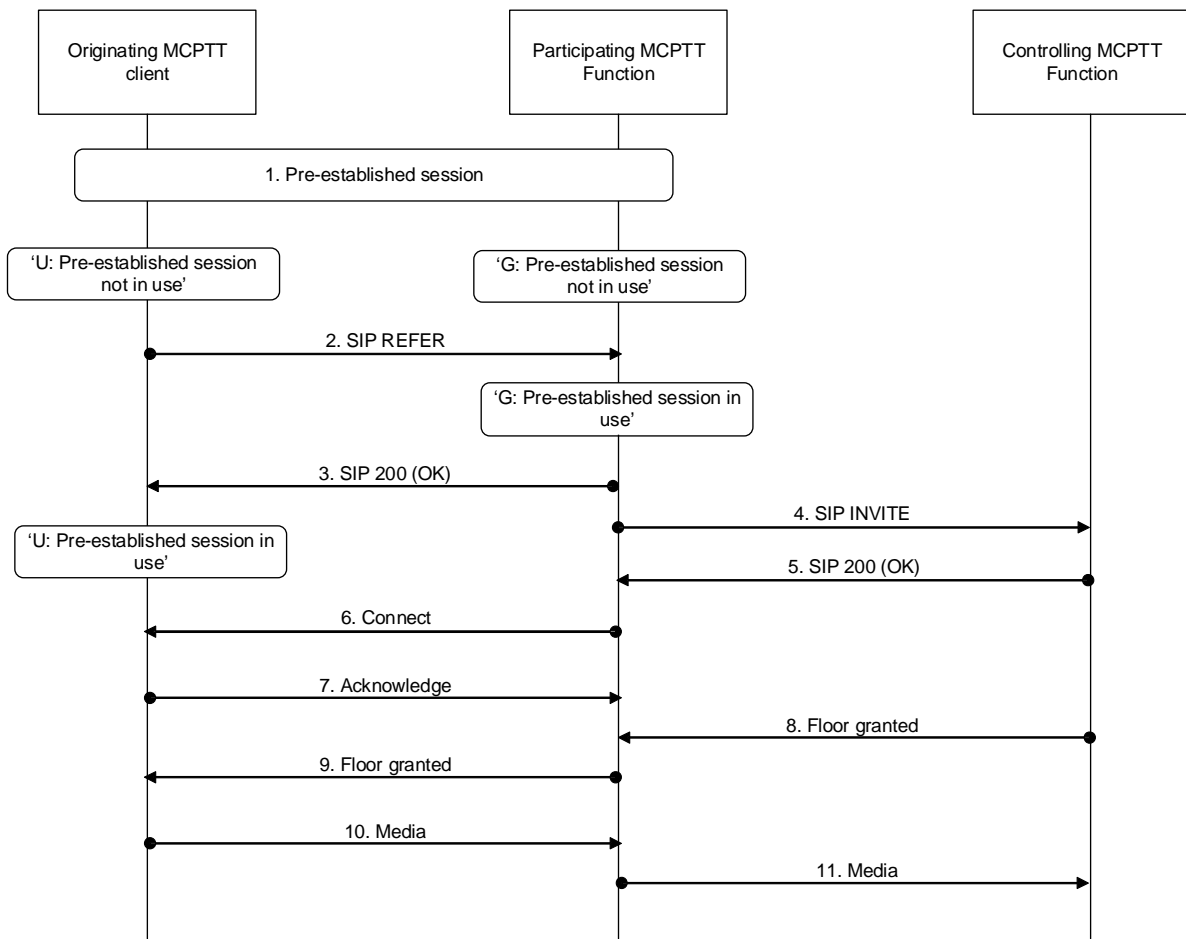 Originating MCPTT
client
Participating MCPTT
Function
Controlling MCPTT
Function
1. Pre-established session
‘U: Pre-established session
not in use’
‘G: Pre-established session
not in use’
2. SIP REFER
‘G: Pre-established session in
use’
3. SIP 200 (OK)
4. SIP INVITE
‘U: Pre-established session in
use’
5. SIP 200 (OK)
6. Connect
7. Acknowledge
8. Floor granted
9. Floor granted
10. Media
11. Media